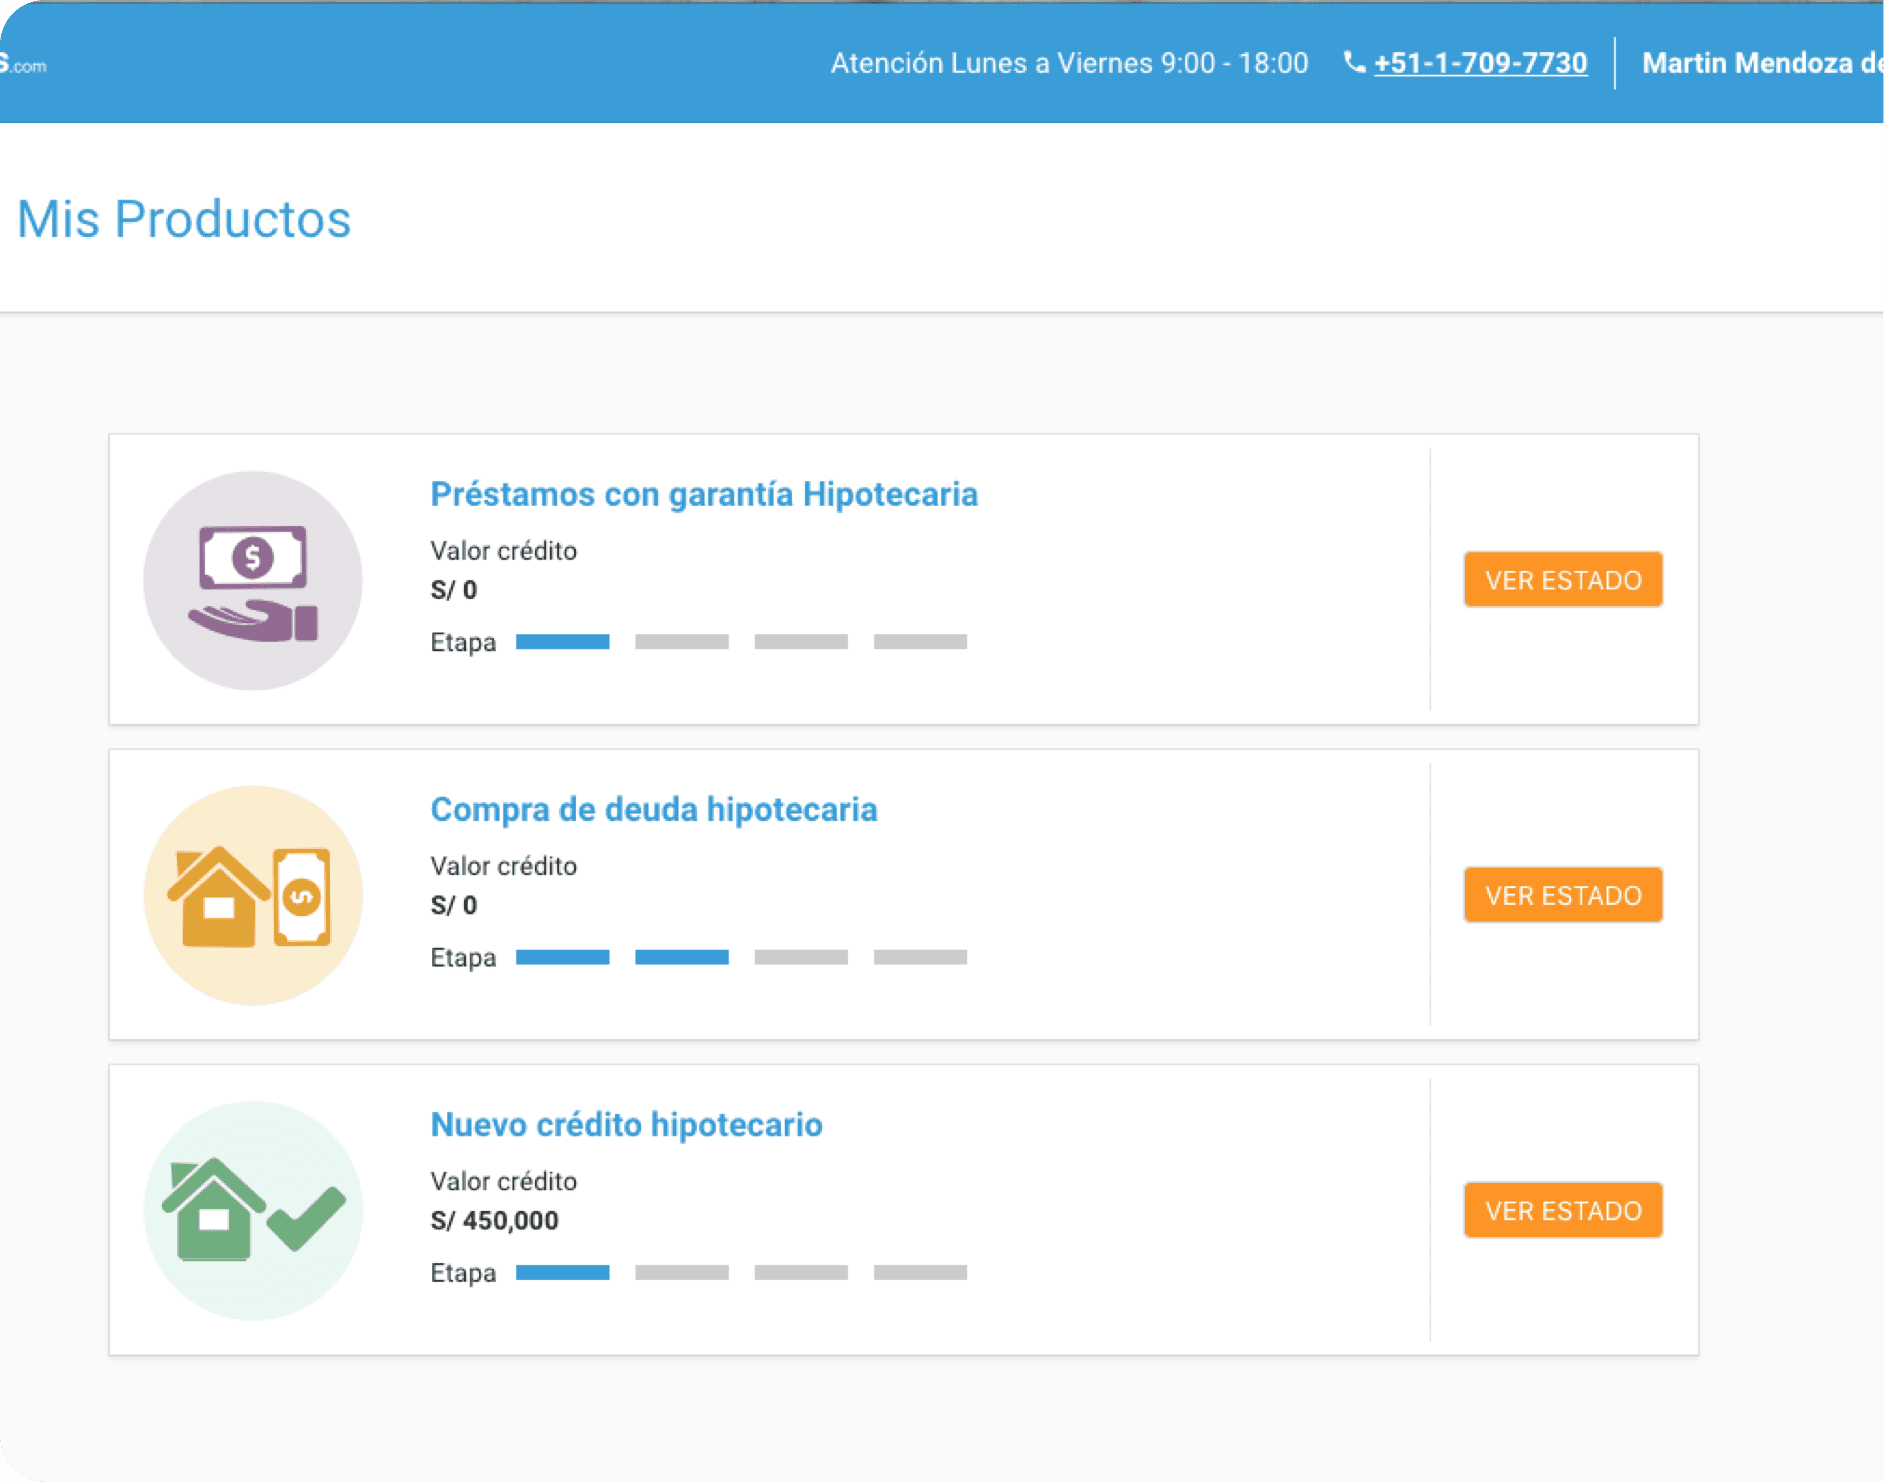 s.com
Atención Lunes a Viernes 9:00 - 18:00 +51-1-709-7730 Martin Mendoza de
Mis Productos
Préstamos con garantía Hipotecaria
Valor crédito
S/ 0
Etapa
VER ESTADO
Compra de deuda hipotecaria
Valor crédito
S/ 0
Etapa
VER ESTADO
Nuevo crédito hipotecario
Valor crédito
S/ 450,000
Etapa
VER ESTADO